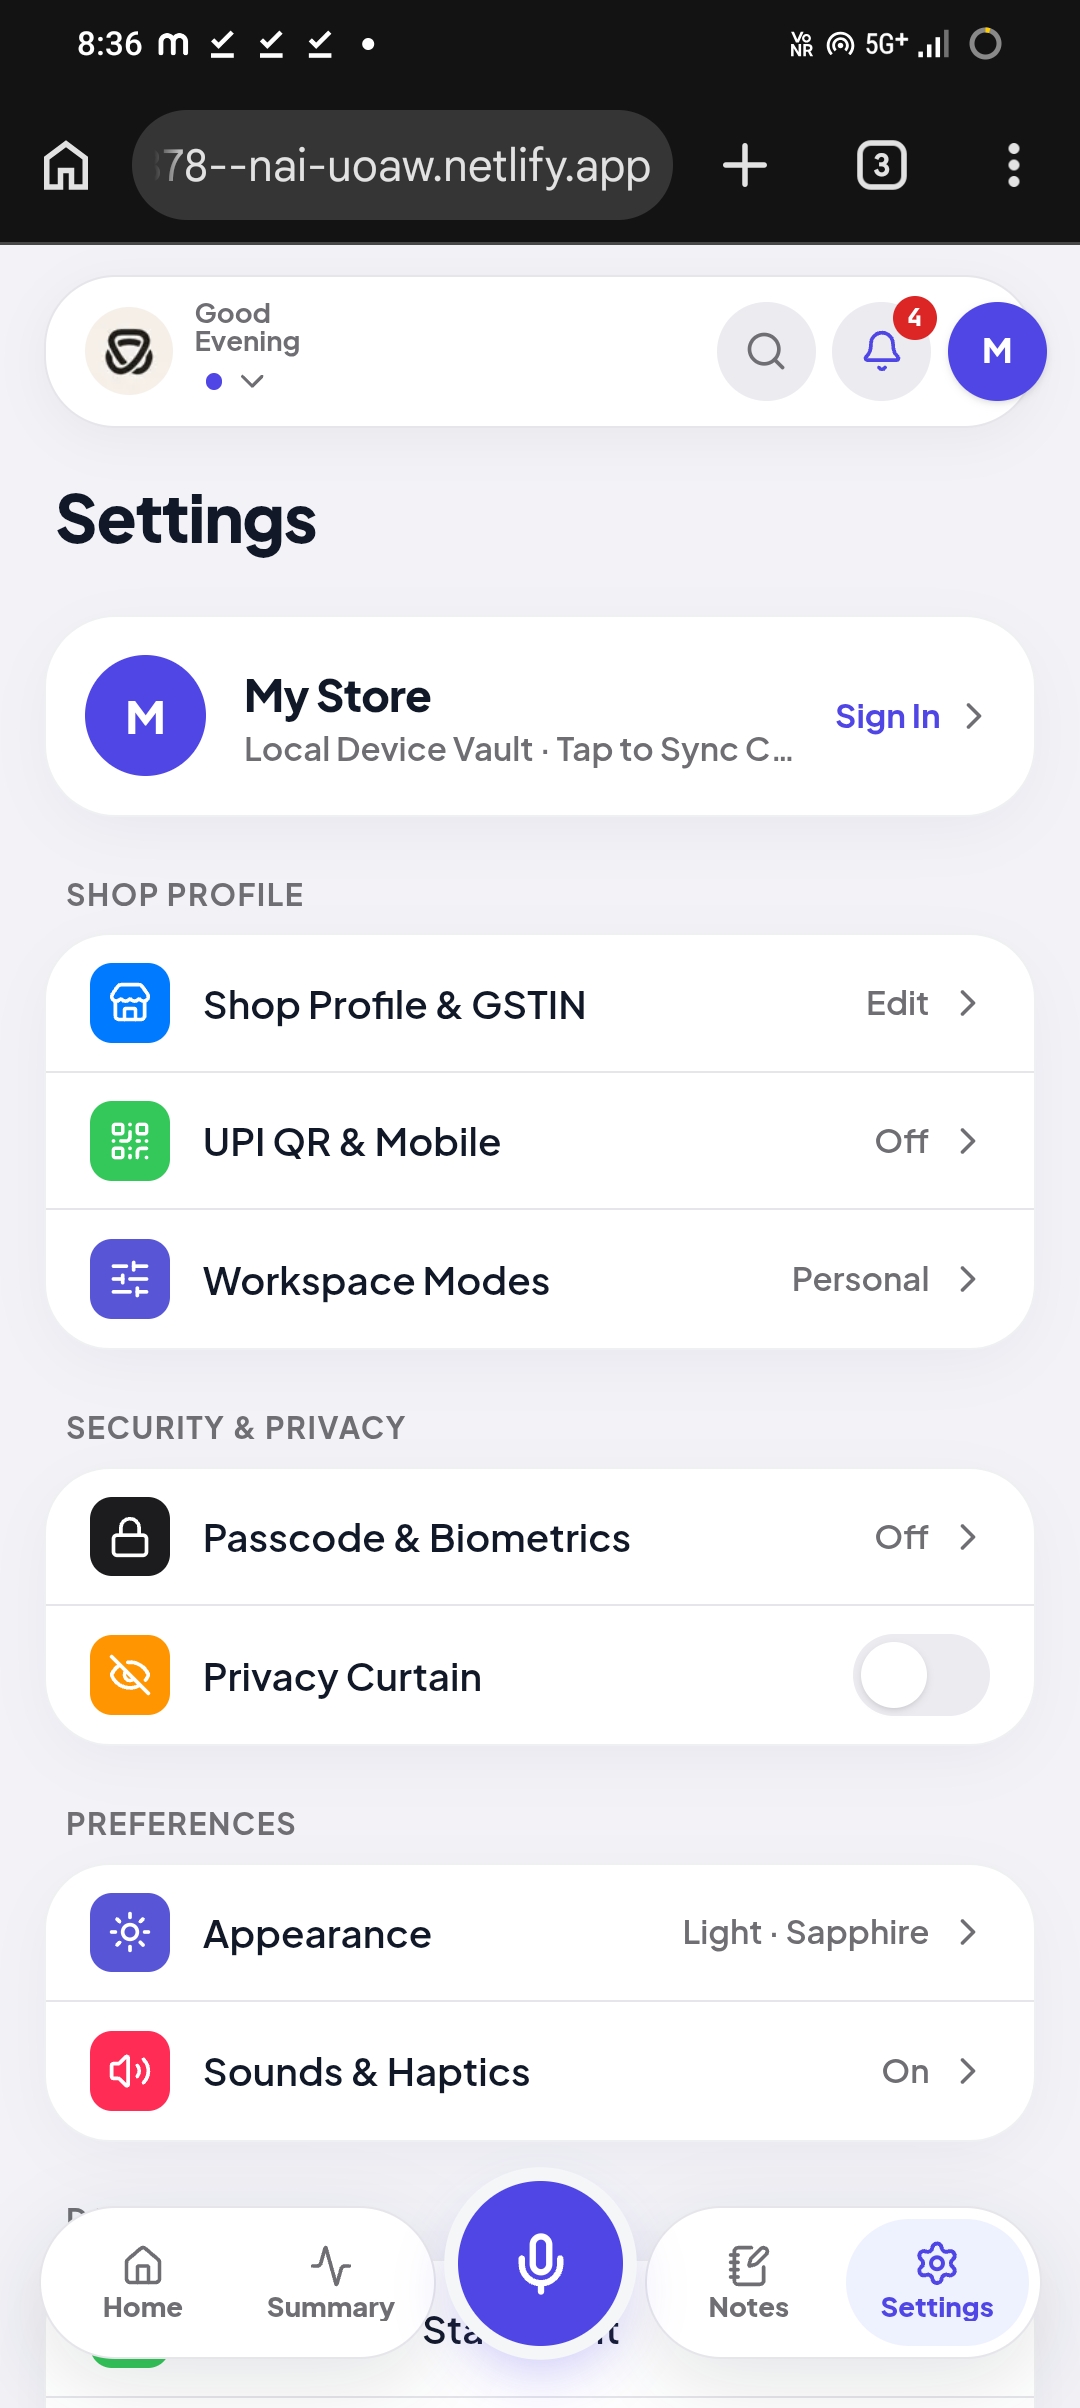 8:36
Vo
NR
5G+
78--nai-uoaw.netlify.app
3
Good
Evening
4
M
Settings
M
My Store
Local Device Vault · Tap to Sync C...
Sign In
SHOP PROFILE
Shop Profile & GSTIN
Edit
UPI QR & Mobile
Off
Workspace Modes
Personal
SECURITY & PRIVACY
Passcode & Biometrics
Off
Privacy Curtain
PREFERENCES
Appearance
Light · Sapphire
Sounds & Haptics
On
Home
Summary
Notes
Settings